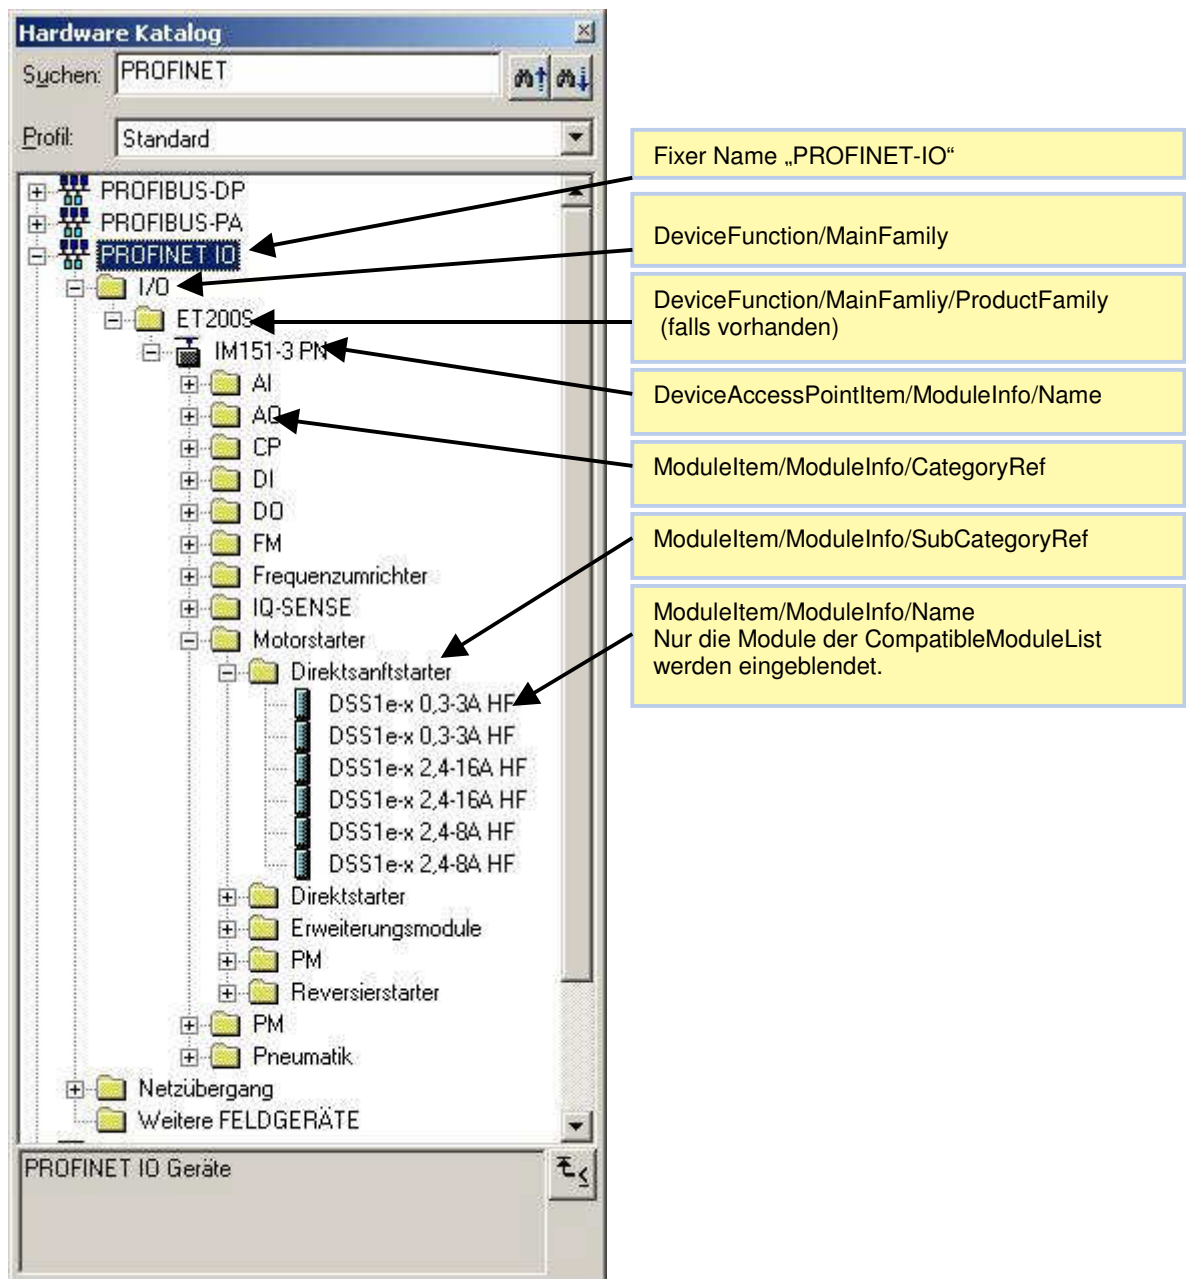 Hardware Katalog
Suchen: PROFINET
Profil: Standard
PROFIBUS-DP
PROFIBUS-PA
PROFINET IO
I/O
ET200S
IM151-3 PN
AI
AO
CP
DI
DO
FM
Frequenzumrichter
IQ-SENSE
Motorstarter
Direktsanftstarter
DSS1e-x 0,3-3A HF
DSS1e-x 0,3-3A HF
DSS1e-x 2,4-16A HF
DSS1e-x 2,4-16A HF
DSS1e-x 2,4-8A HF
DSS1e-x 2,4-8A HF
Direktstarter
Erweiterungsmodule
PM
Reversierstarter
PM
Pneumatik
Netzübergang
Weitere FELDGERÄTE
PROFINET IO Geräte
Fixer Name „PROFINET-IO“
DeviceFunction/MainFamily
DeviceFunction/MainFamliy/ProductFamily
(falls vorhanden)
DeviceAccessPointItem/ModuleInfo/Name
ModuleItem/ModuleInfo/CategoryRef
ModuleItem/ModuleInfo/SubCategoryRef
ModuleItem/ModuleInfo/Name
Nur die Module der CompatibleModuleList
werden eingeblendet.